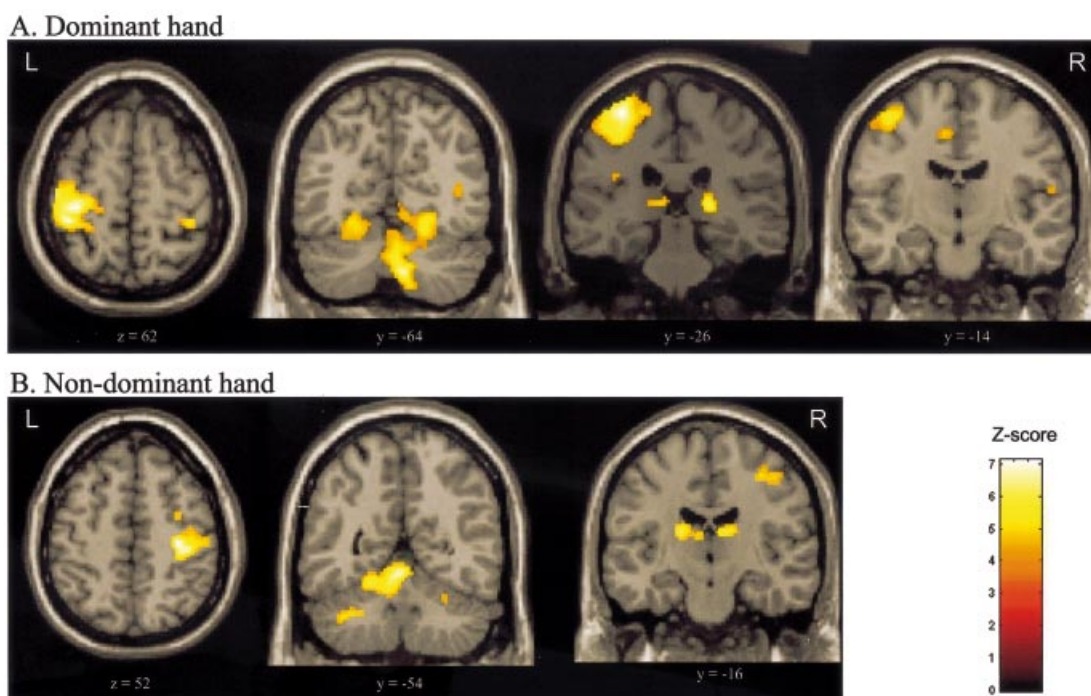 A. Dominant hand
L
R
z = 62
y = -64
y = -26
y = -14
B. Non-dominant hand
L
R
z = 52
y = -54
y = -16
Z-score
7
6
5
4
3
2
1
0